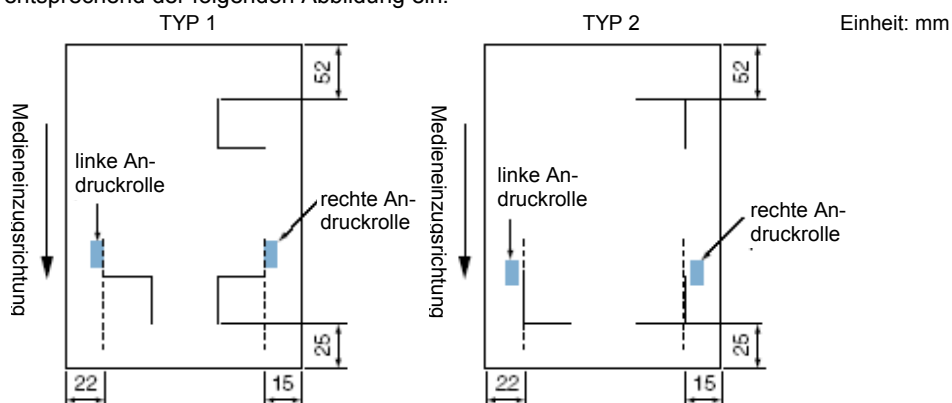 entsprechend der folgenden Abbildung ein.
TYP 1
TYP 2
Einheit: mm
52
Medieneinzugsrichtung
linke An-
druckrolle
rechte An-
druckrolle
25
22
15
52
Medieneinzugsrichtung
linke An-
druckrolle
rechte An-
druckrolle
25
22
15